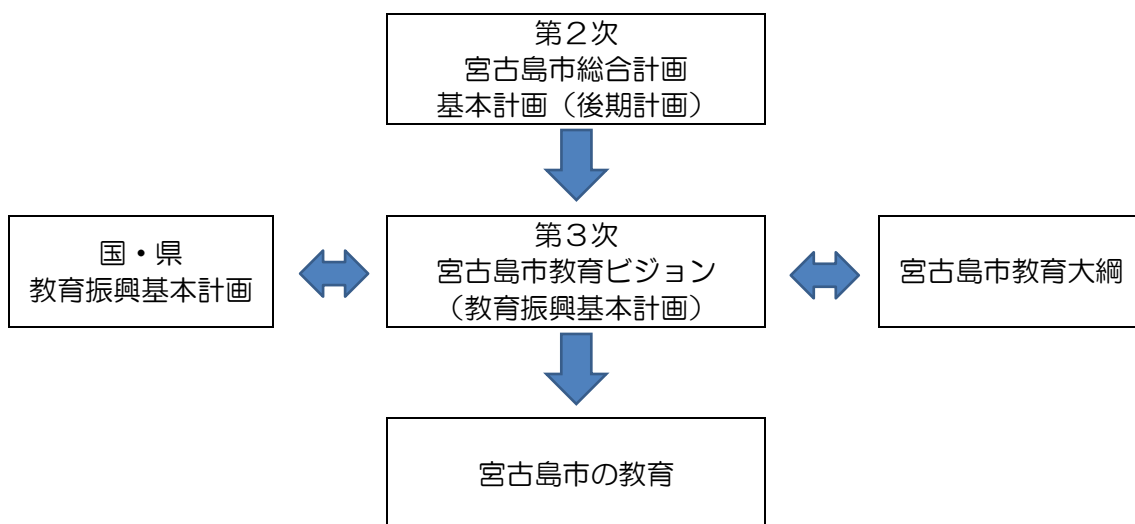 第２次
宮古島市総合計画
基本計画（後期計画）
国・県
教育振興基本計画
第３次
宮古島市教育ビジョン
（教育振興基本計画）
宮古島市教育大綱
宮古島市の教育